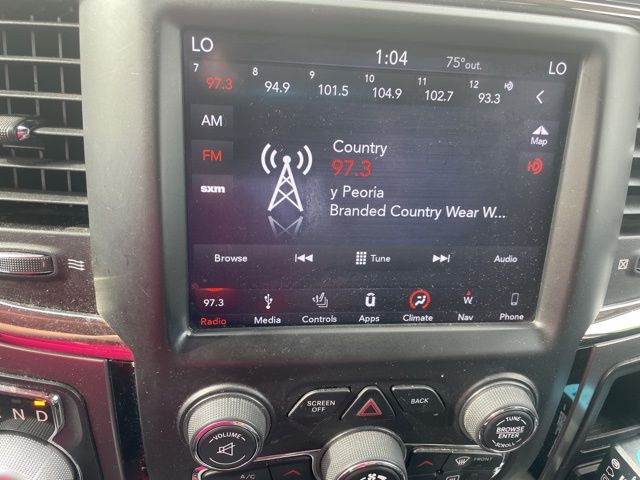 LO 1:04 75°out. LO
7 97.3 8 94.9 9 101.5 10 104.9 11 102.7 12 93.3
AM
Map
Country
FM
97.3
sxm
y Peoria
Branded Country Wear W...
Browse Tune Audio
97.3 W
Radio Media Controls Apps Climate Nav Phone
SCREEN OFF
BACK
N D
VOLUME
TUNE
BROWSE
ENTER
SCROLL
A/C
FRONT